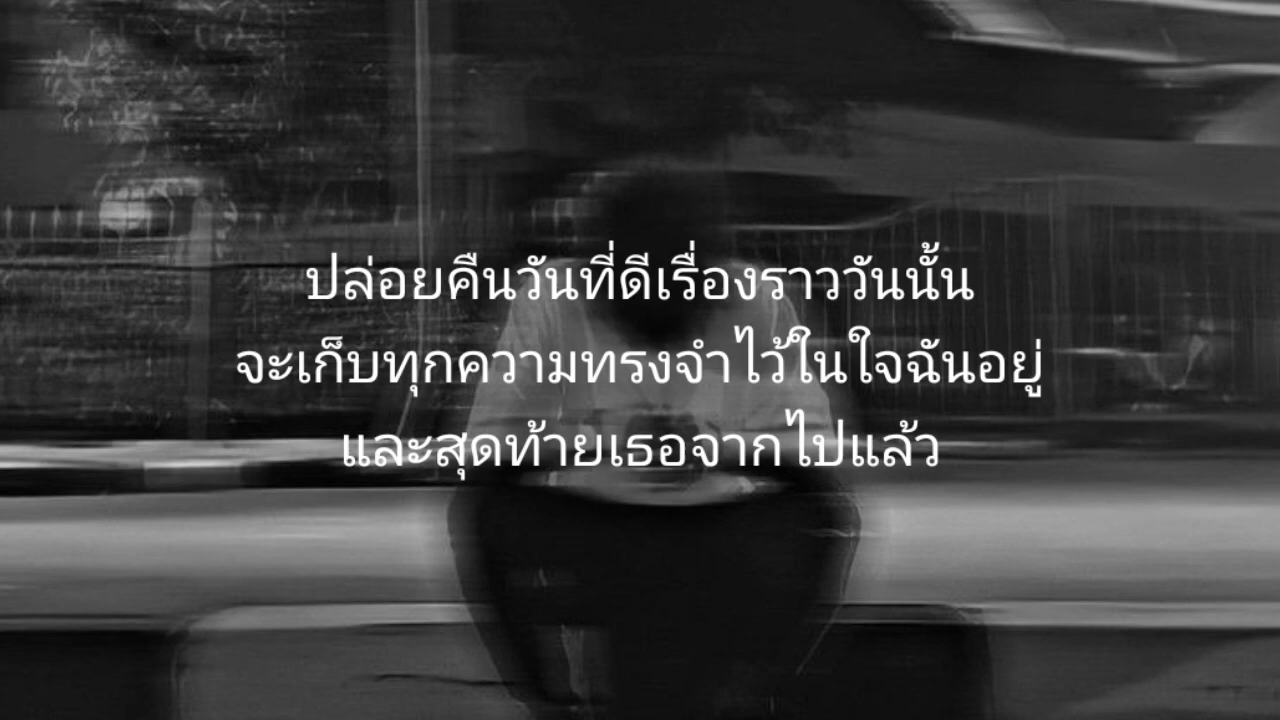 ปล่อยคืนวันที่ดีเรื่องราววันนั้น
จะเก็บทุกความทรงจำไว้ในใจฉันอยู่
และสุดท้ายเธอจากไปแล้ว